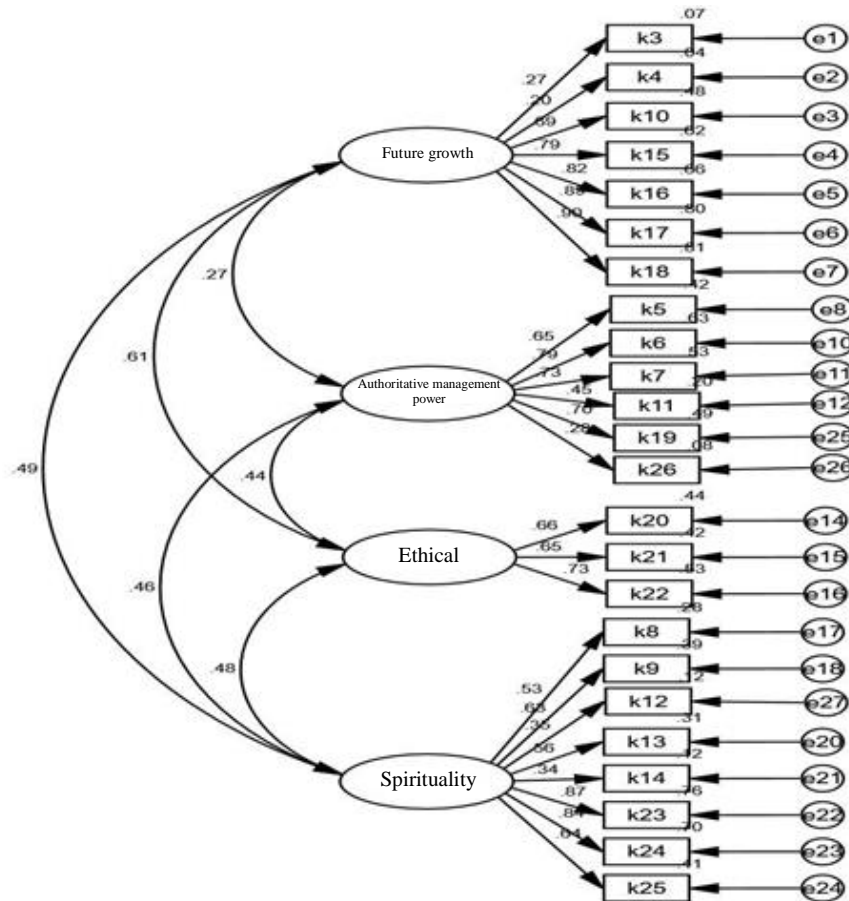 .07
k3
e1
.04
.27
k4
e2
.48
.20
k10
e3
.62
.69
k15
e4
.66
.79
Future growth
k16
e5
.80
.82
k17
e6
.81
.89
k18
e7
.90
.42
.27
k5
e8
.63
.65
k6
e10
.53
.79
k7
e11
.20
.73
k11
e12
.49
.45
k19
e25
.08
.70
k26
e26
.28
Authoritative management
power
.61
.49
.44
.44
k20
e14
.42
.66
k21
e15
.53
.65
k22
e16
.73
Ethical
.46
.48
.28
k8
e17
.39
.53
k9
e18
.12
.63
k12
e27
.31
.35
k13
e20
.12
.56
k14
e21
.76
.34
k23
e22
.70
.87
k24
e23
.41
.84
k25
e24
.64
Spirituality